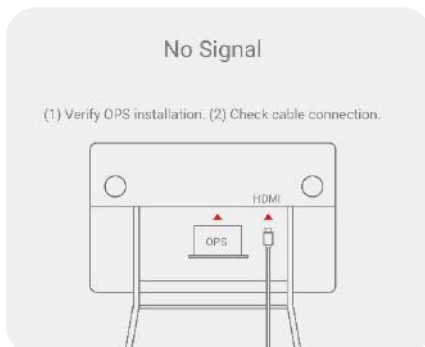 No Signal
(1) Verify OPS installation. (2) Check cable connection.
HDMI
OPS